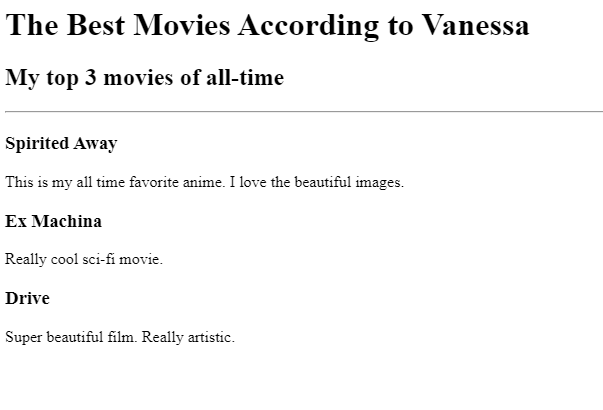 The Best Movies According to Vanessa
My top 3 movies of all-time
Spirited Away
This is my all time favorite anime. I love the beautiful images.
Ex Machina
Really cool sci-fi movie.
Drive
Super beautiful film. Really artistic.